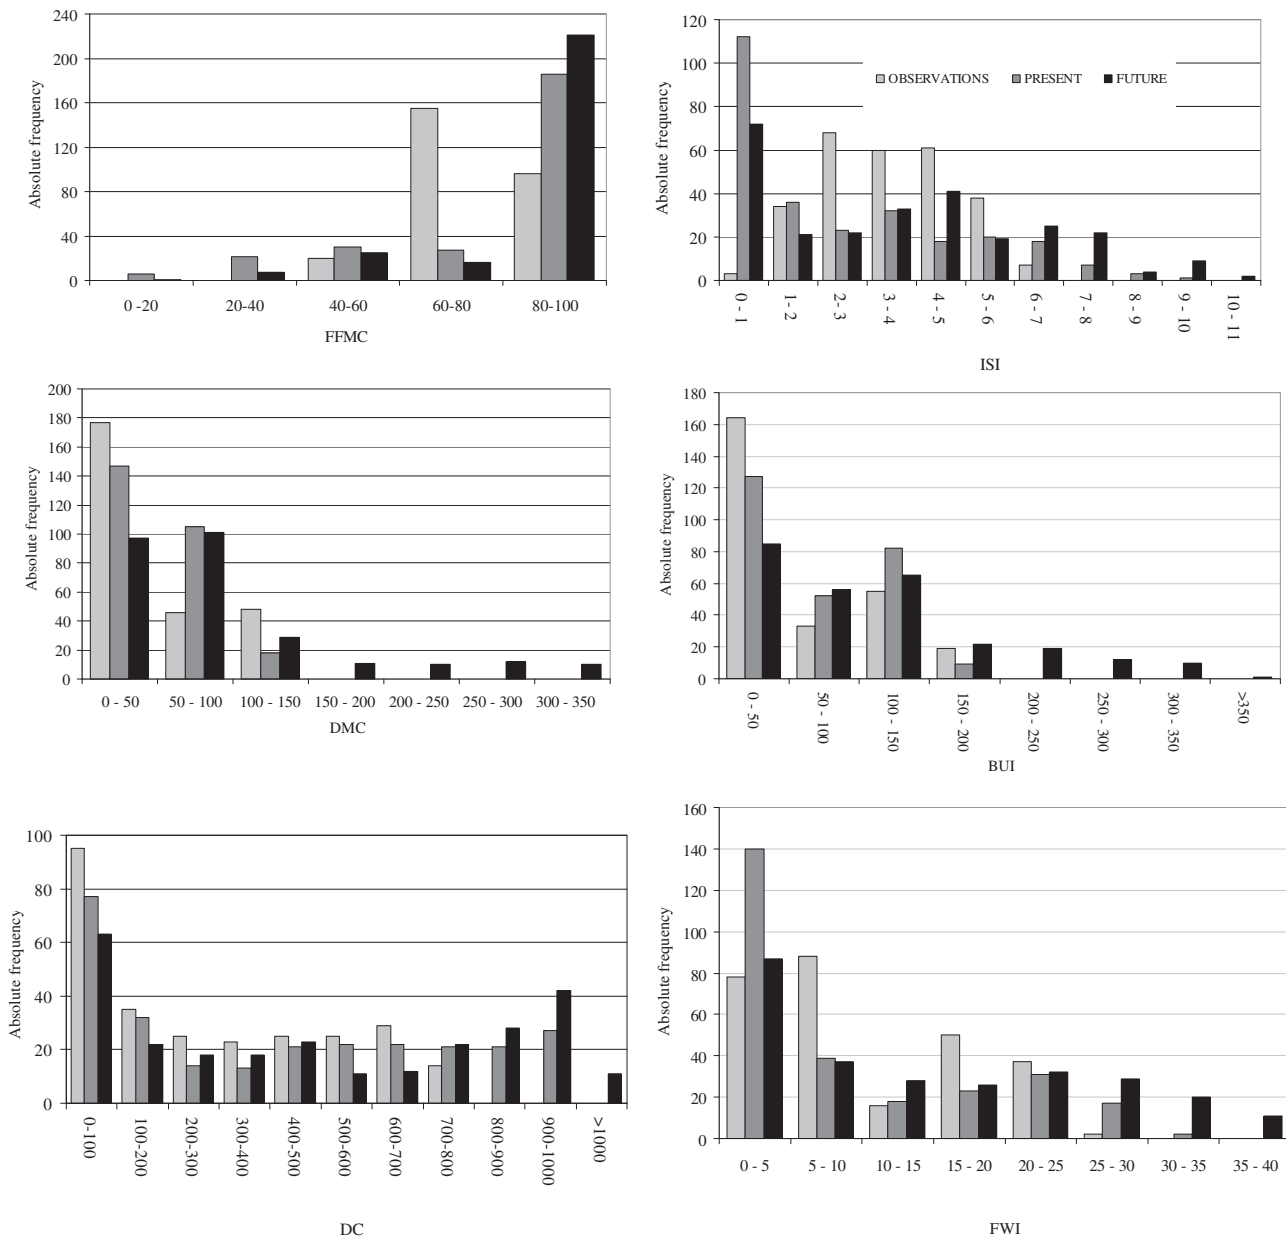 240
200
160
120
80
40
0
Absolute frequency
0 -20 20-40 40-60 60-80 80-100
FFMC
120
100
80
60
40
20
0
Absolute frequency
OBSERVATIONS PRESENT FUTURE
0 - 1 1- 2 2- 3 3 - 4 4 - 5 5 - 6 6 - 7 7 - 8 8 - 9 9 - 10 10 - 11
ISI
200
180
160
140
120
100
80
60
40
20
0
Absolute frequency
0 - 50 50 - 100 100 - 150 150 - 200 200 - 250 250 - 300 300 - 350
DMC
180
160
140
120
100
80
60
40
20
0
Absolute frequency
0 - 50 50 - 100 100 - 150 150 - 200 200 - 250 250 - 300 300 - 350 >350
BUI
100
80
60
40
20
0
Absolute frequency
0-100 100-200 200-300 300-400 400-500 500-600 600-700 700-800 800-900 900-1000 >1000
DC
160
140
120
100
80
60
40
20
0
Absolute frequency
0 - 5 5 - 10 10 - 15 15 - 20 20 - 25 25 - 30 30 - 35 35 - 40
FWI